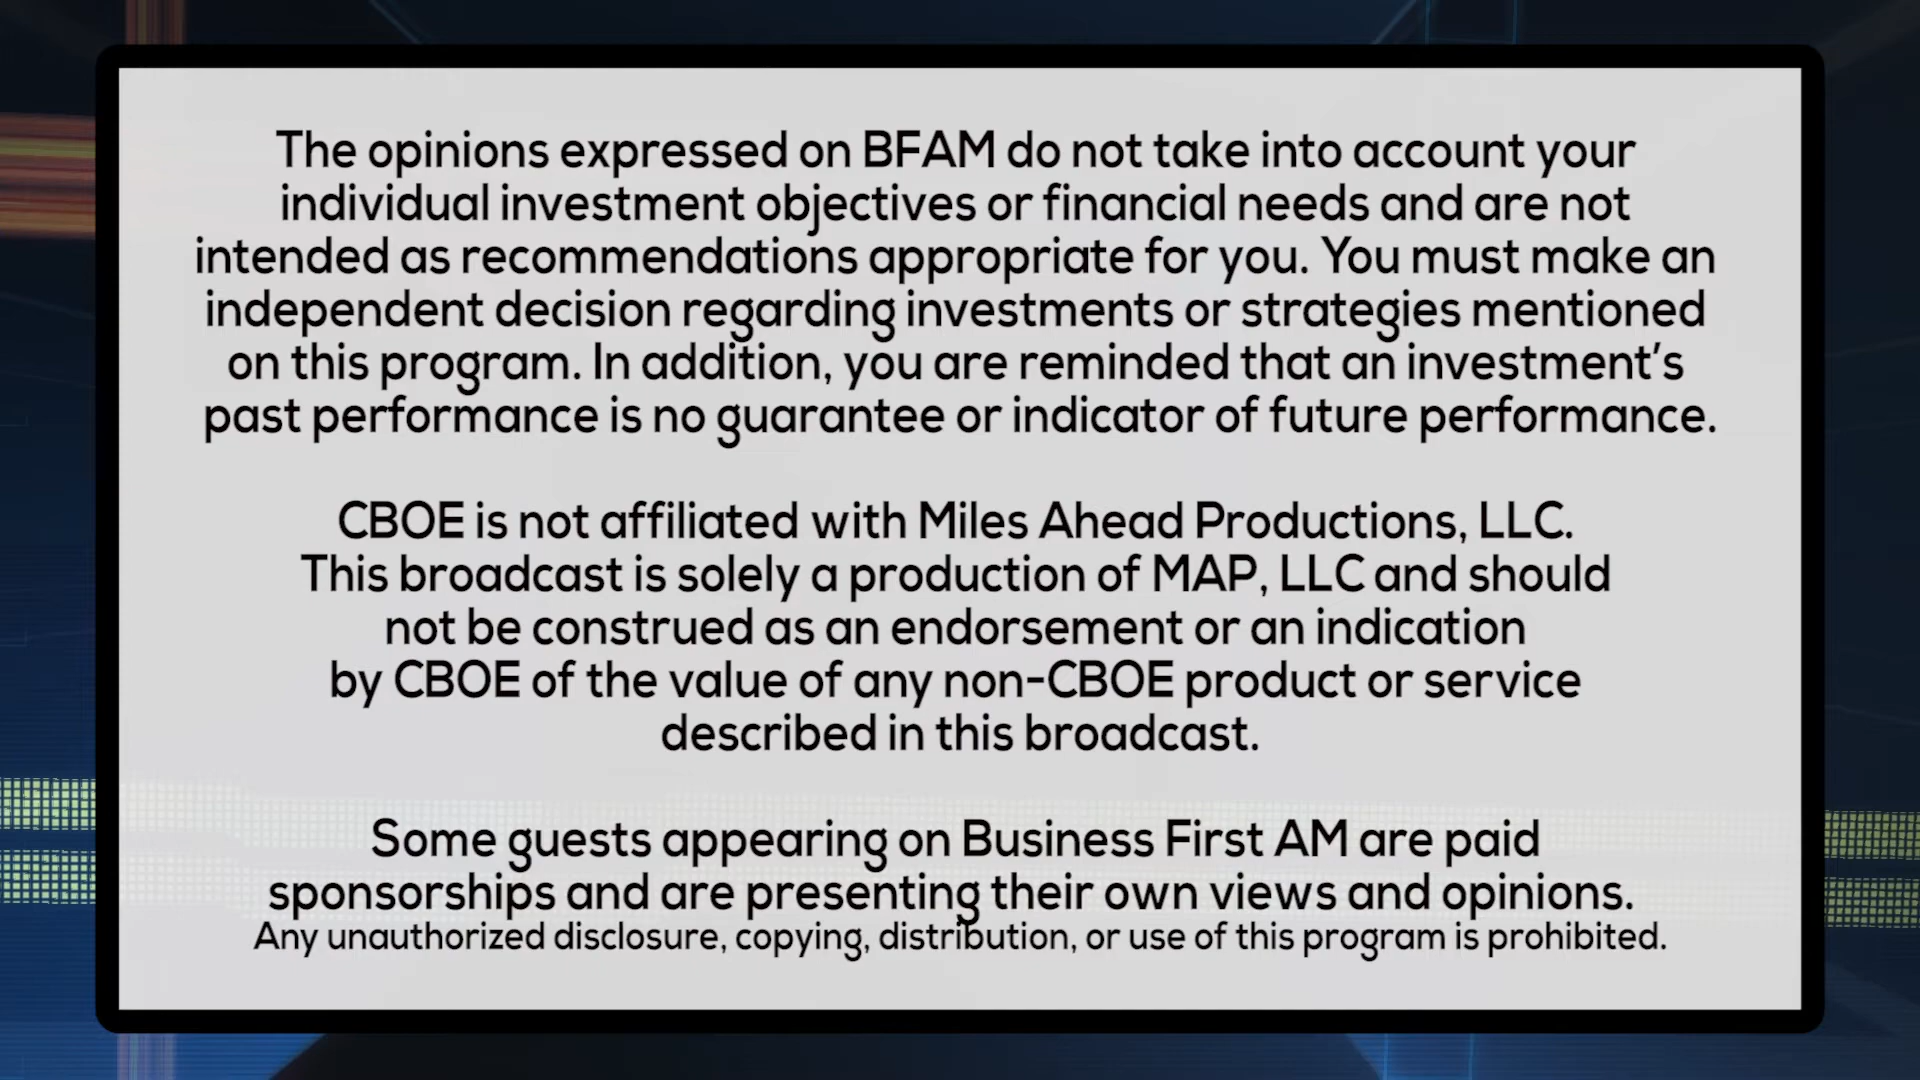 The opinions expressed on BFAM do not take into account your
individual investment objectives or financial needs and are not
intended as recommendations appropriate for you. You must make an
independent decision regarding investments or strategies mentioned
on this program. In addition, you are reminded that an investment’s
past performance is no guarantee or indicator of future performance.
CBOE is not affiliated with Miles Ahead Productions, LLC.
This broadcast is solely a production of MAP, LLC and should
not be construed as an endorsement or an indication
by CBOE of the value of any non-CBOE product or service
described in this broadcast.
Some guests appearing on Business First AM are paid
sponsorships and are presenting their own views and opinions.
Any unauthorized disclosure, copying, distribution, or use of this program is prohibited.